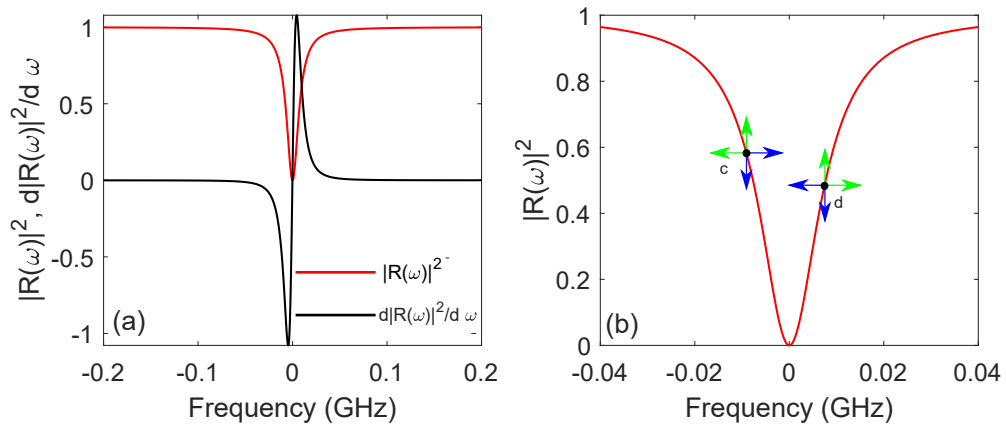 |R(ω)|², d|R(ω)|²/d ω
1
0.5
0
-0.5
-1
|R(ω)|²
d|R(ω)|²/d ω
(a)
-0.2 -0.1 0 0.1 0.2
Frequency (GHz)
|R(ω)|²
1
0.8
0.6
0.4
0.2
0
c
d
(b)
-0.04 -0.02 0 0.02 0.04
Frequency (GHz)